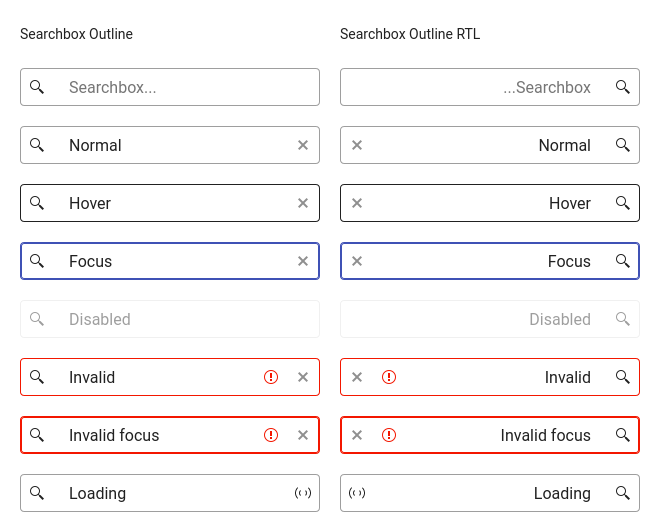 Searchbox Outline
Searchbox...
Normal
Hover
Focus
Disabled
Invalid
Invalid focus
Loading
Searchbox Outline RTL
...Searchbox
Normal
Hover
Focus
Disabled
Invalid
Invalid focus
Loading